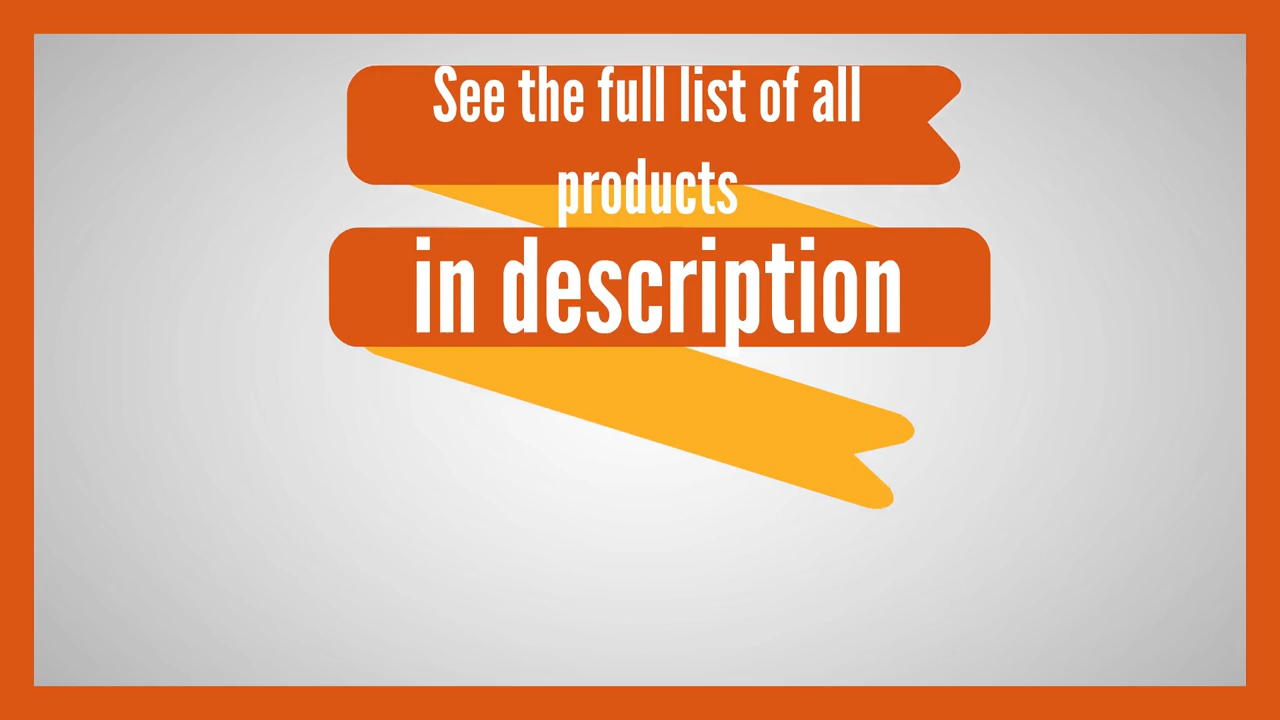 See the full list of all
products
in description